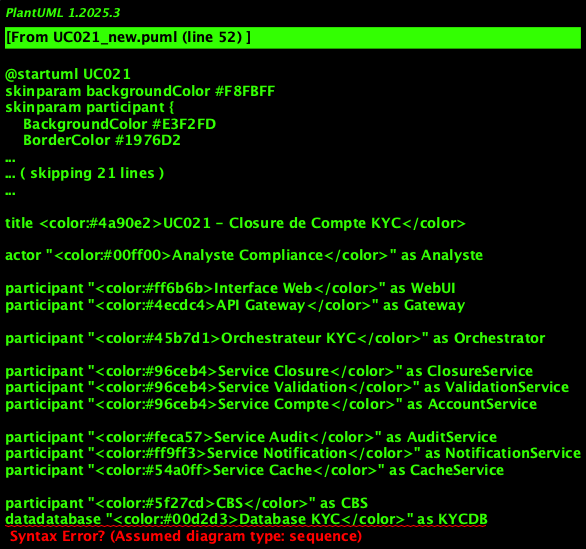 PlantUML 1.2025.3
[From UC021_new.puml (line 52) ]
@startuml UC021
skinparam backgroundColor #F8FBFF
skinparam participant {
    BackgroundColor #E3F2FD
    BorderColor #1976D2
...
... ( skipping 21 lines )
...
title <color:#4a90e2>UC021 – Closure de Compte KYC</color>
actor "<color:#00ff00>Analyste Compliance</color>" as Analyste
participant "<color:#ff6b6b>Interface Web</color>" as WebUI
participant "<color:#4ecdc4>API Gateway</color>" as Gateway
participant "<color:#45b7d1>Orchestrateur KYC</color>" as Orchestrator
participant "<color:#96ceb4>Service Closure</color>" as ClosureService
participant "<color:#96ceb4>Service Validation</color>" as ValidationService
participant "<color:#96ceb4>Service Compte</color>" as AccountService
participant "<color:#feca57>Service Audit</color>" as AuditService
participant "<color:#ff9ff3>Service Notification</color>" as NotificationService
participant "<color:#54a0ff>Service Cache</color>" as CacheService
participant "<color:#5f27cd>CBS</color>" as CBS
datadatabase "<color:#00d2d3>Database KYC</color>" as KYCDB
Syntax Error? (Assumed diagram type: sequence)